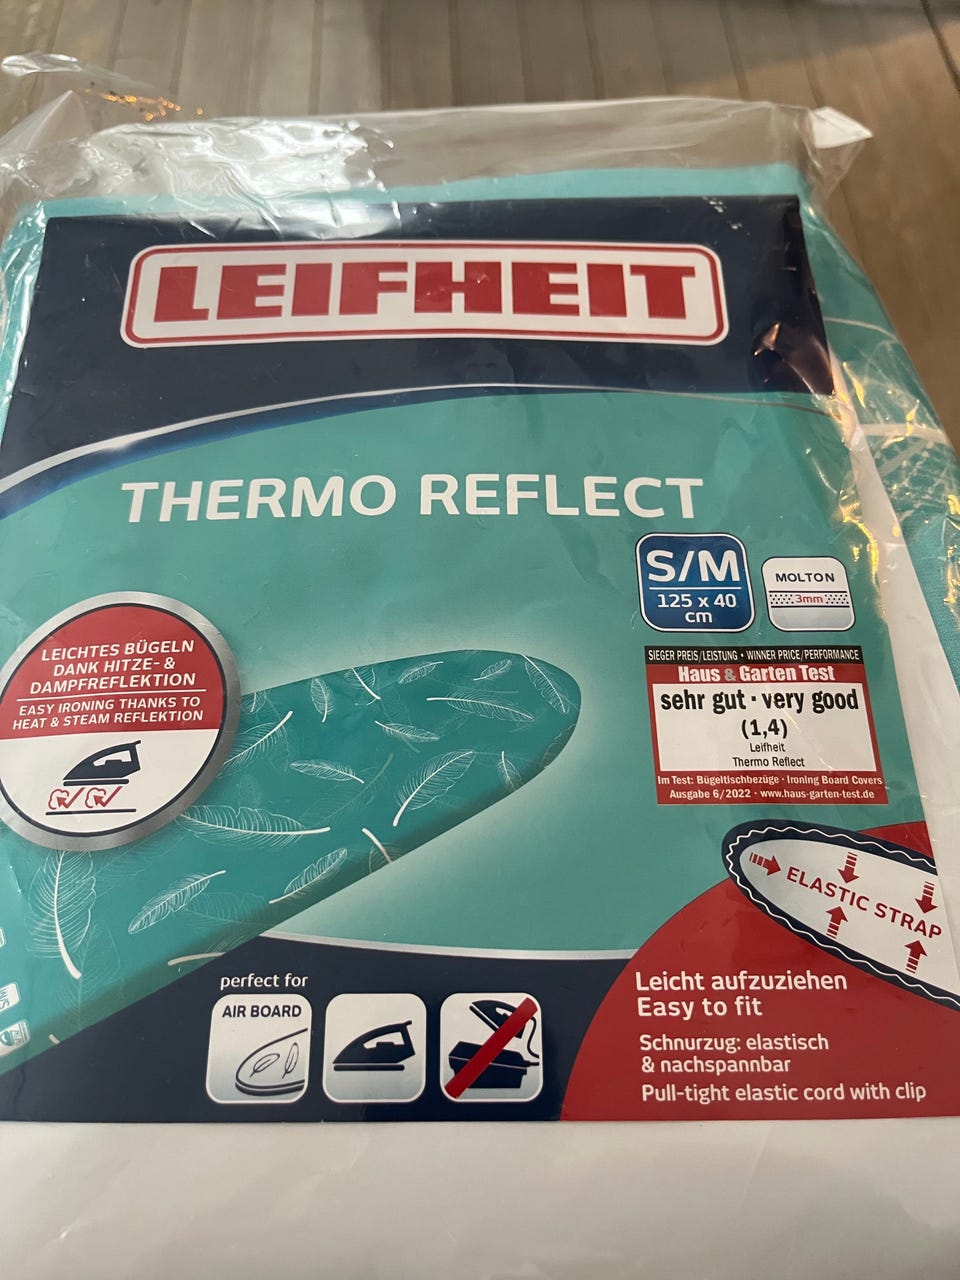 LEIFHEIT
THERMO REFLECT
S/M
125 x 40
cm
MOLTON
3mm
SIEGER PREIS/LEISTUNG • WINNER PRICE/PERFORMANCE
Haus & Garten Test
sehr gut · very good
(1,4)
Leifheit
Thermo Reflect
Im Test: Bügeltischbezüge · Ironing Board Covers
Ausgabe 6/2022 · www.haus-garten-test.de
LEICHTES BÜGELN
DANK HITZE- &
DAMPFREFLEKTION
EASY IRONING THANKS TO
HEAT & STEAM REFLEKTION
ELASTIC STRAP
perfect for
AIR BOARD
Leicht aufzuziehen
Easy to fit
Schnurzug: elastisch
& nachspannbar
Pull-tight elastic cord with clip